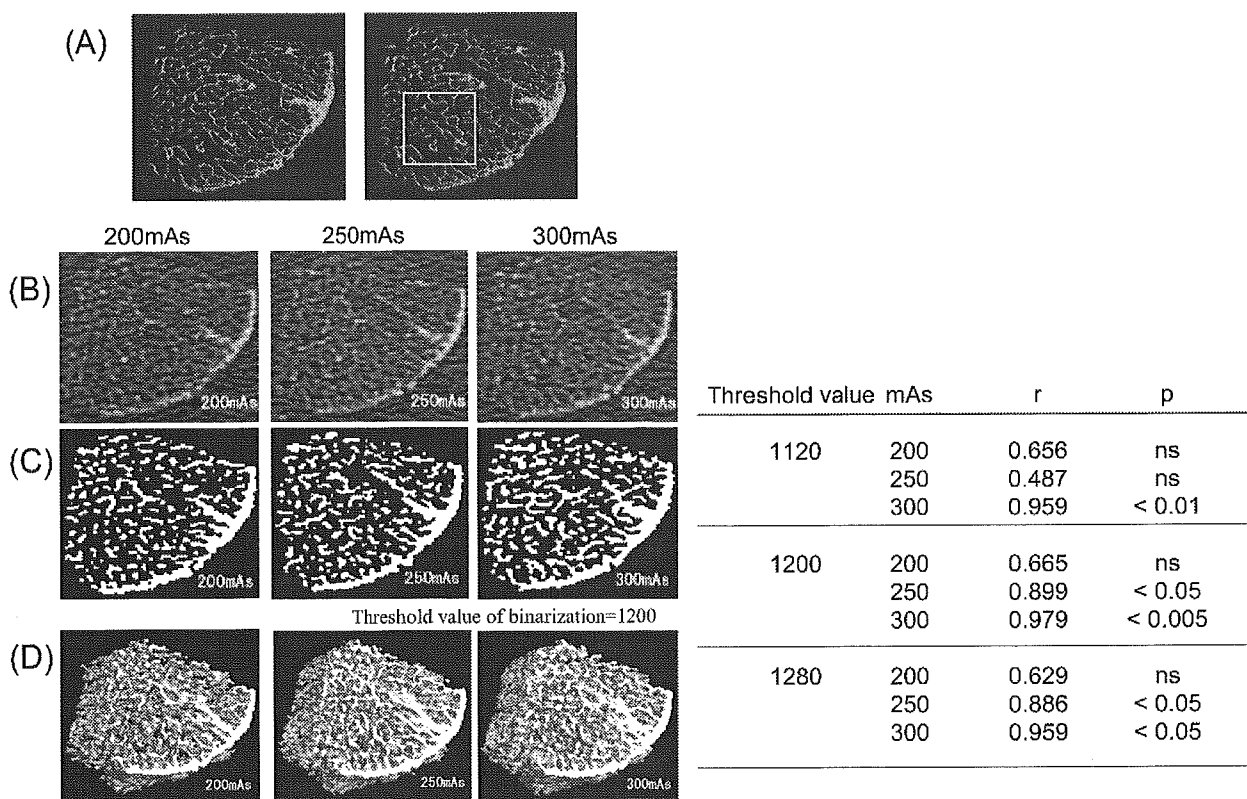 (A)
200mAs 250mAs 300mAs
(B)
200mAs 250mAs 300mAs
(C)
200mAs 250mAs 300mAs
Threshold value of binarization=1200
(D)
200mAs 250mAs 300mAs
Threshold value mAs r p
1120 200 0.656 ns
250 0.487 ns
300 0.959 < 0.01
1200 200 0.665 ns
250 0.899 < 0.05
300 0.979 < 0.005
1280 200 0.629 ns
250 0.886 < 0.05
300 0.959 < 0.05